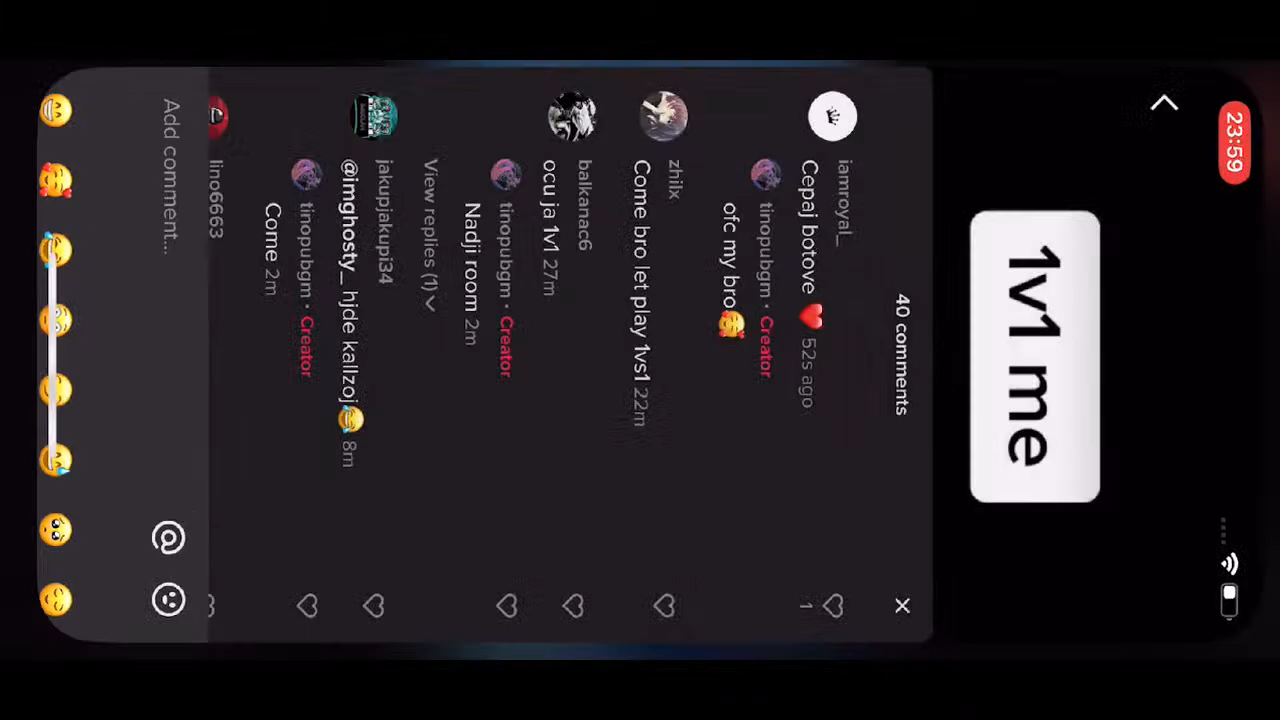 23:59
1v1 me
40 comments
iamroyal_
Cepaj botove ❤️ 52s ago
1
tinopubgm · Creator
ofc my bro🥰
zhilx
Come bro let play 1vs1 22m
balkanac6
ocu ja 1v1 27m
tinopubgm · Creator
Nadji room 2m
View replies (1)
jakupjakupi34
@imghosty_ hjde kallzoj😂 8m
tinopubgm · Creator
Come 2m
lino6663
Add comment...